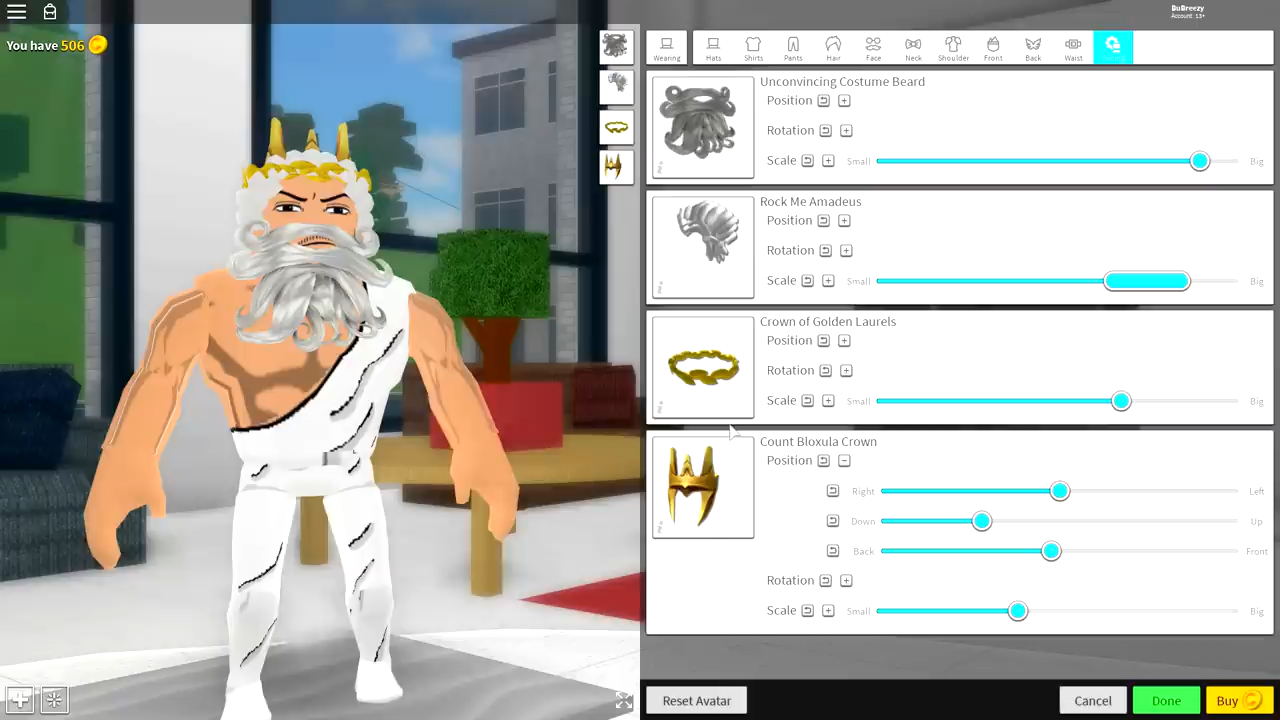 BuBreezy
Account: 13+
You have 506
Wearing
Hats
Shirts
Pants
Hair
Face
Neck
Shoulder
Front
Back
Waist
Unconvincing Costume Beard
Position
Rotation
Scale
Small
Big
Rock Me Amadeus
Position
Rotation
Scale
Small
Big
Crown of Golden Laurels
Position
Rotation
Scale
Small
Big
Count Bloxula Crown
Position
Right
Left
Down
Up
Back
Front
Rotation
Scale
Small
Big
Reset Avatar
Cancel
Done
Buy